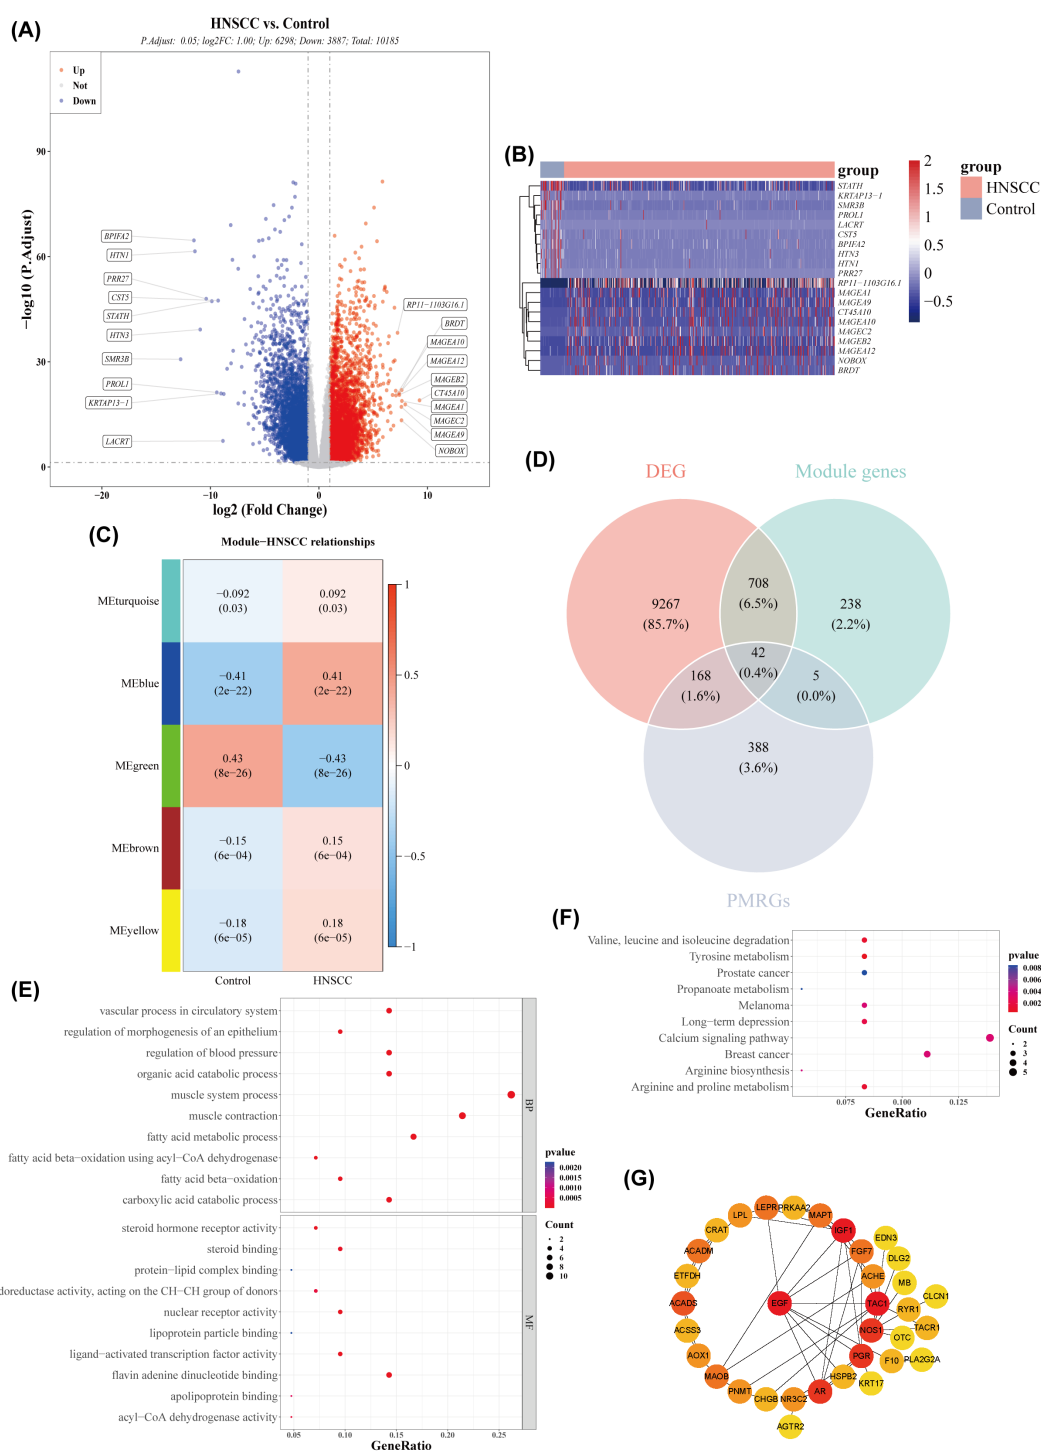 (A)
HNSCC vs. Control
P.Adjust: 0.05; log2FC: 1.00; Up: 6298; Down: 3887; Total: 10185
Up
Not
Down
90
60
30
0
−log10 (P.Adjust)
BPIFA2
HTN1
PRR27
CST5
STATH
HTN3
SMR3B
PROL1
KRTAP13−1
LACRT
RP11−1103G16.1
BRDT
MAGEA10
MAGEA12
MAGEB2
CT45A10
MAGEA1
MAGEC2
MAGEA9
NOBOX
−20
−10
0
10
log2 (Fold Change)
(B)
group
STATH
KRTAP13−1
SMR3B
PROL1
LACRT
CST5
BPIFA2
HTN3
HTN1
PRR27
RP11−1103G16.1
MAGEA1
MAGEA9
CT45A10
MAGEA10
MAGEC2
MAGEB2
MAGEA12
NOBOX
BRDT
2
1.5
1
0.5
0
−0.5
group
HNSCC
Control
(C)
Module−HNSCC relationships
MEturquoise
−0.092
(0.03)
0.092
(0.03)
MEblue
−0.41
(2e−22)
0.41
(2e−22)
MEgreen
0.43
(8e−26)
−0.43
(8e−26)
MEbrown
−0.15
(6e−04)
0.15
(6e−04)
MEyellow
−0.18
(6e−05)
0.18
(6e−05)
Control
HNSCC
1
0.5
0
−0.5
−1
(D)
DEG
Module genes
9267
(85.7%)
708
(6.5%)
238
(2.2%)
42
(0.4%)
168
(1.6%)
5
(0.0%)
388
(3.6%)
PMRGs
(E)
vascular process in circulatory system
regulation of morphogenesis of an epithelium
regulation of blood pressure
organic acid catabolic process
muscle system process
muscle contraction
fatty acid metabolic process
fatty acid beta−oxidation using acyl−CoA dehydrogenase
fatty acid beta−oxidation
carboxylic acid catabolic process
BP
steroid hormone receptor activity
steroid binding
protein−lipid complex binding
doreductase activity, acting on the CH−CH group of donors
nuclear receptor activity
lipoprotein particle binding
ligand−activated transcription factor activity
flavin adenine dinucleotide binding
apolipoprotein binding
acyl−CoA dehydrogenase activity
MF
0.05
0.10
0.15
0.20
0.25
GeneRatio
pvalue
0.0020
0.0015
0.0010
0.0005
Count
2
4
6
8
10
(F)
Valine, leucine and isoleucine degradation
Tyrosine metabolism
Prostate cancer
Propanoate metabolism
Melanoma
Long−term depression
Calcium signaling pathway
Breast cancer
Arginine biosynthesis
Arginine and proline metabolism
0.075
0.100
0.125
GeneRatio
pvalue
0.008
0.006
0.004
0.002
Count
2
3
4
5
(G)
LEPR
PRKAA2
MAPT
LPL
IGF1
CRAT
EDN3
FGF7
ACADM
DLG2
ACHE
ETFDH
MB
CLCN1
ACADS
EGF
TAC1
RYR1
ACSS3
NOS1
TACR1
OTC
AOX1
PGR
F10
PLA2G2A
MAOB
HSPB2
KRT17
PNMT
CHGB
NR3C2
AR
AGTR2